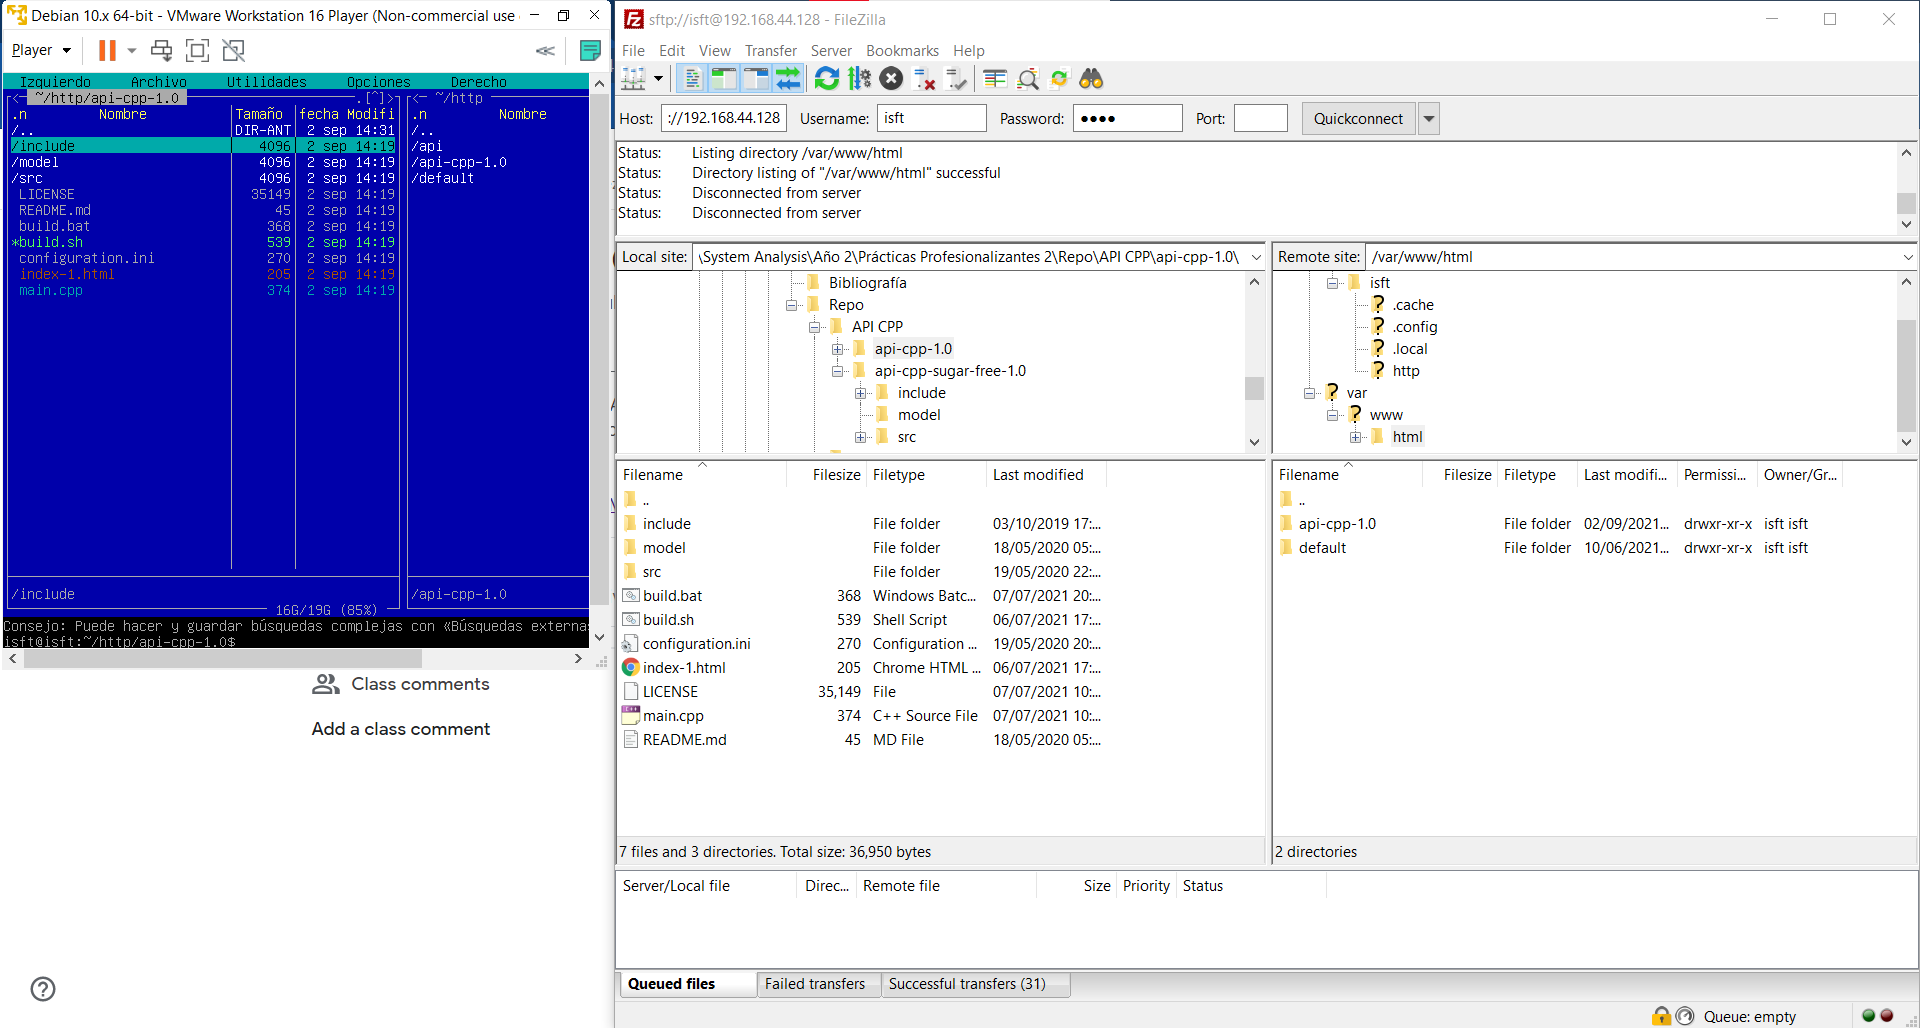 Debian 10.x 64-bit - VMware Workstation 16 Player (Non-commercial use
Player
Izquierdo Archivo Utilidades Opciones Derecho
~/http/api-cpp-1.0 .[^]>
.n Nombre Tamaño fecha Modifi
/.. DIR-ANT 2 sep 14:31
/include 4096 2 sep 14:19
/model 4096 2 sep 14:19
/src 4096 2 sep 14:19
LICENSE 35149 2 sep 14:19
README.md 45 2 sep 14:19
build.bat 368 2 sep 14:19
*build.sh 539 2 sep 14:19
configuration.ini 270 2 sep 14:19
index-1.html 205 2 sep 14:19
main.cpp 374 2 sep 14:19
/include
16G/19G (85%)
~/http
.n Nombre
/..
/api
/api-cpp-1.0
/default
/api-cpp-1.0
Consejo: Puede hacer y guardar búsquedas complejas con «Búsquedas externa
isft@isft:~/http/api-cpp-1.0$
Class comments
Add a class comment
sftp://isft@192.168.44.128 - FileZilla
File Edit View Transfer Server Bookmarks Help
Host: ://192.168.44.128 Username: isft Password: ●●●● Port: Quickconnect
Status: Listing directory /var/www/html
Status: Directory listing of "/var/www/html" successful
Status: Disconnected from server
Status: Disconnected from server
Local site: \System Analysis\Año 2\Prácticas Profesionalizantes 2\Repo\API CPP\api-cpp-1.0\
Bibliografía
Repo
API CPP
api-cpp-1.0
api-cpp-sugar-free-1.0
include
model
src
Filename Filesize Filetype Last modified
..
include File folder 03/10/2019 17:...
model File folder 18/05/2020 05:...
src File folder 19/05/2020 22:...
build.bat 368 Windows Batc... 07/07/2021 20:...
build.sh 539 Shell Script 06/07/2021 17:...
configuration.ini 270 Configuration ... 19/05/2020 20:...
index-1.html 205 Chrome HTML ... 06/07/2021 17:...
LICENSE 35,149 File 07/07/2021 10:...
main.cpp 374 C++ Source File 07/07/2021 10:...
README.md 45 MD File 18/05/2020 05:...
7 files and 3 directories. Total size: 36,950 bytes
Remote site: /var/www/html
isft
.cache
.config
.local
http
var
www
html
Filename Filesize Filetype Last modifi... Permissi... Owner/Gr...
..
api-cpp-1.0 File folder 02/09/2021... drwxr-xr-x isft isft
default File folder 10/06/2021... drwxr-xr-x isft isft
2 directories
Server/Local file Direc... Remote file Size Priority Status
Queued files Failed transfers Successful transfers (31)
Queue: empty